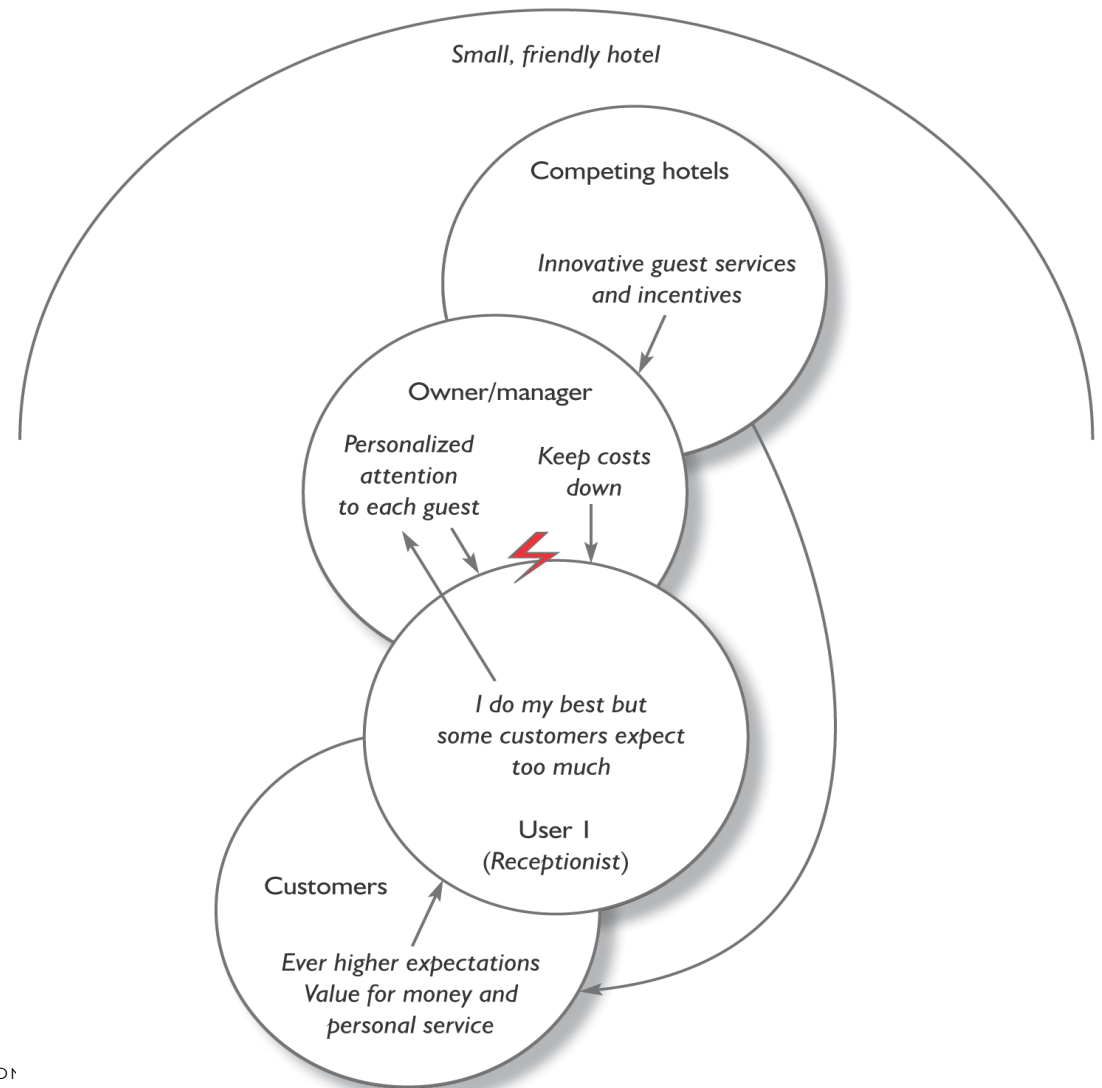 Small, friendly hotel
Competing hotels
Innovative guest services
and incentives
Owner/manager
Personalized
attention
to each guest
Keep costs
down
I do my best but
some customers expect
too much
User 1
(Receptionist)
Customers
Ever higher expectations
Value for money and
personal service